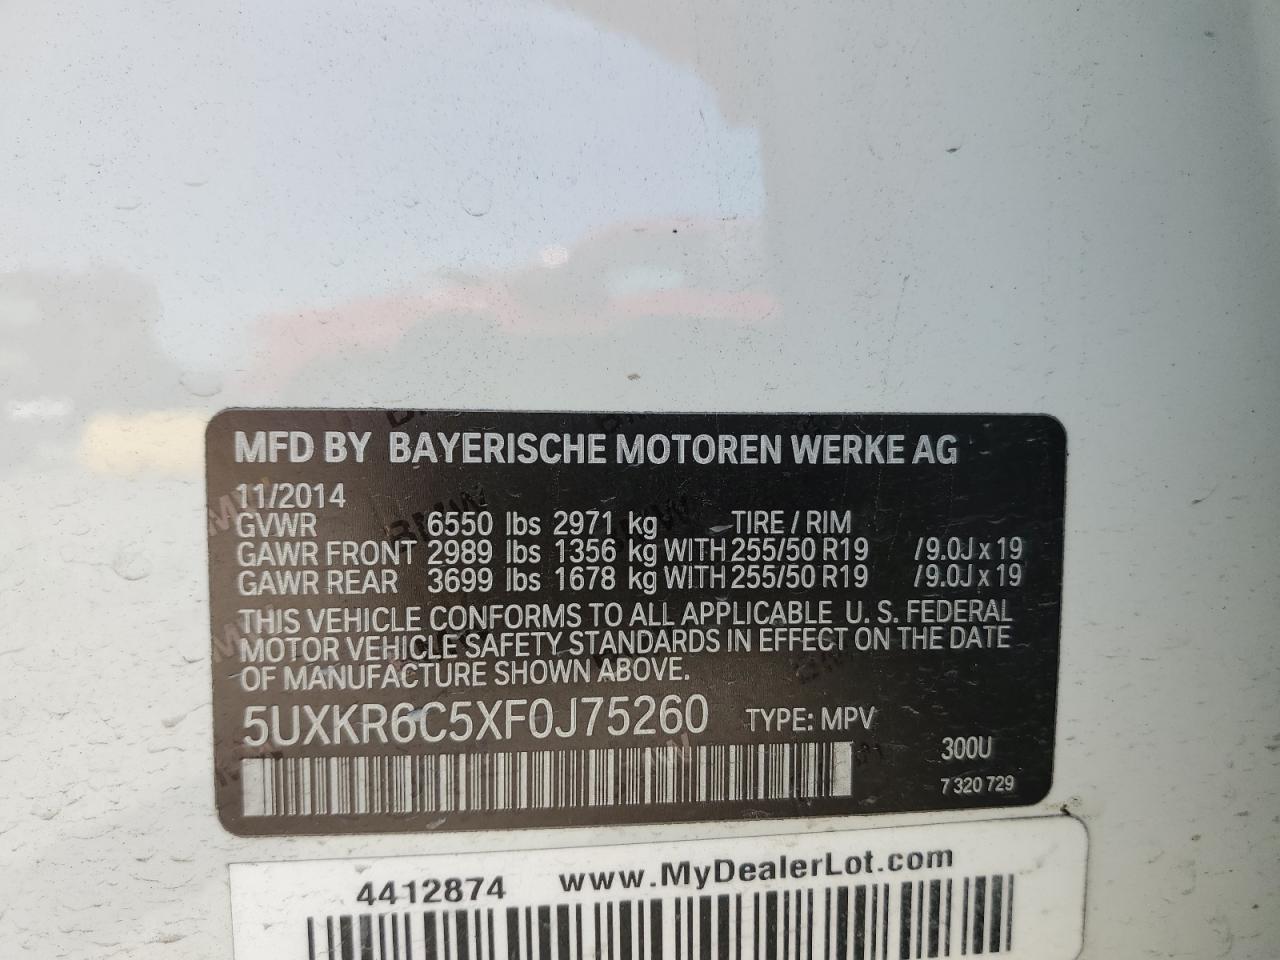 MFD BY BAYERISCHE MOTOREN WERKE AG
11/2014
GVWR 6550 lbs 2971 kg TIRE / RIM
GAWR FRONT 2989 lbs 1356 kg WITH 255/50 R19 /9.0J x 19
GAWR REAR 3699 lbs 1678 kg WITH 255/50 R19 /9.0J x 19
THIS VEHICLE CONFORMS TO ALL APPLICABLE U. S. FEDERAL
MOTOR VEHICLE SAFETY STANDARDS IN EFFECT ON THE DATE
OF MANUFACTURE SHOWN ABOVE.
5UXKR6C5XF0J75260 TYPE: MPV
300U
7 320 729
4412874 www.MyDealerLot.com